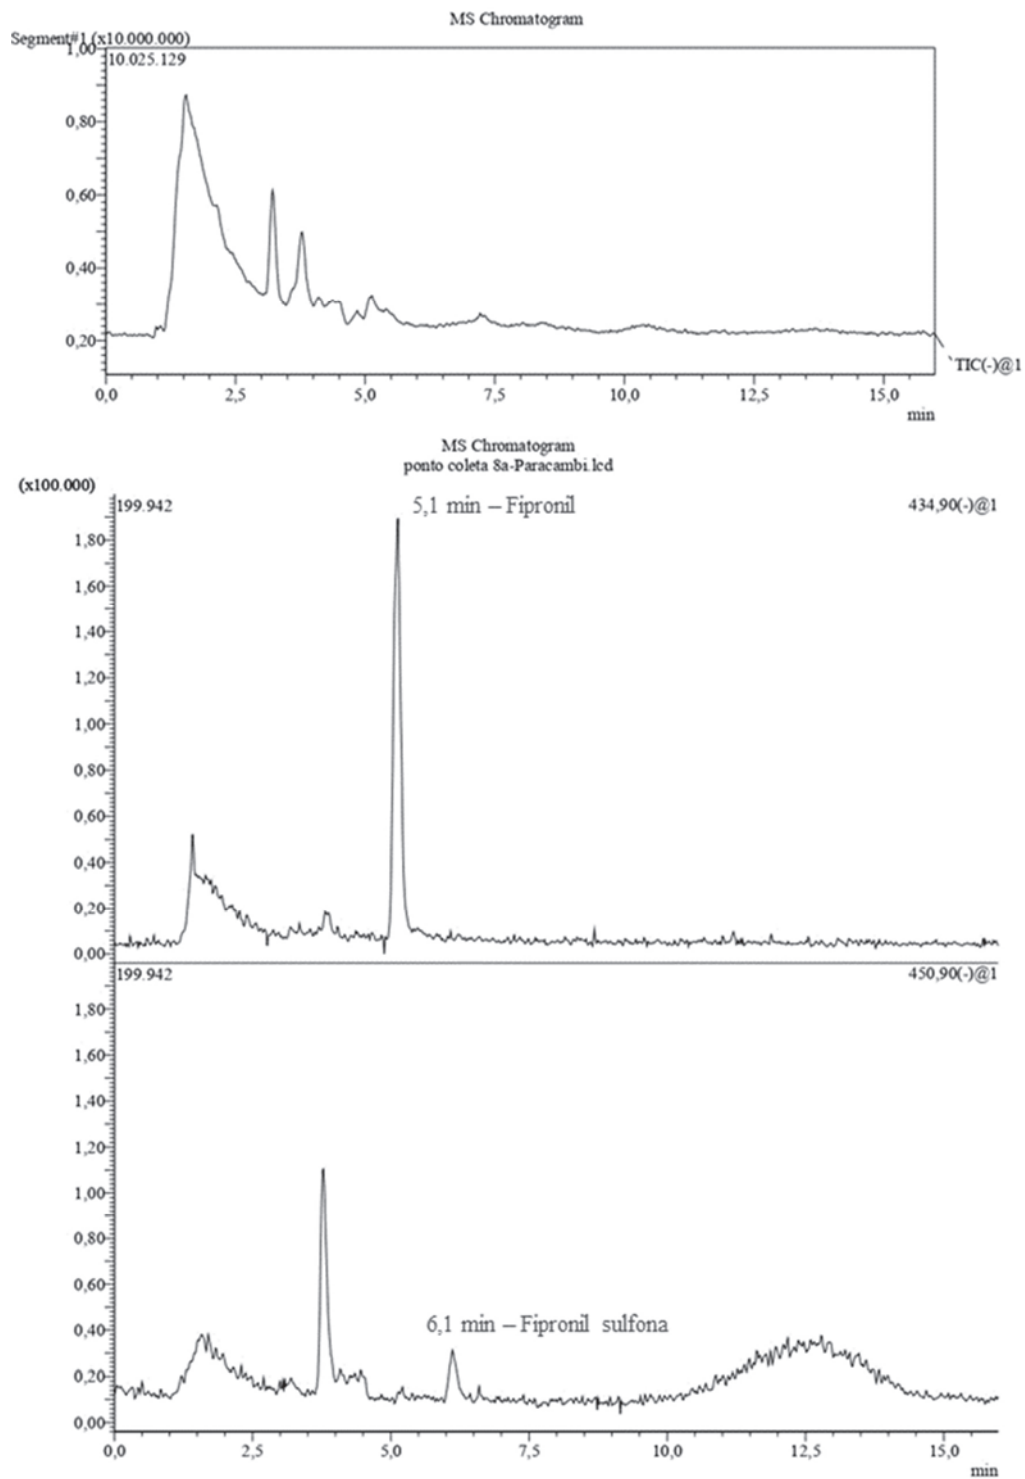 MS Chromatogram
Segment#1 (x10.000.000)
1,00
10.025.129
0,80
0,60
0,40
0,20
TIC(-)@1
0,0 2,5 5,0 7,5 10,0 12,5 15,0
min
MS Chromatogram
ponto coleta 8a-Paracambi.lcd
(x100.000)
199.942 5,1 min – Fipronil 434,90(-)@1
1,80
1,60
1,40
1,20
1,00
0,80
0,60
0,40
0,20
0,00
199.942 450,90(-)@1
1,80
1,60
1,40
1,20
1,00
0,80
0,60
6,1 min – Fipronil sulfona
0,40
0,20
0,00
0,0 2,5 5,0 7,5 10,0 12,5 15,0
min